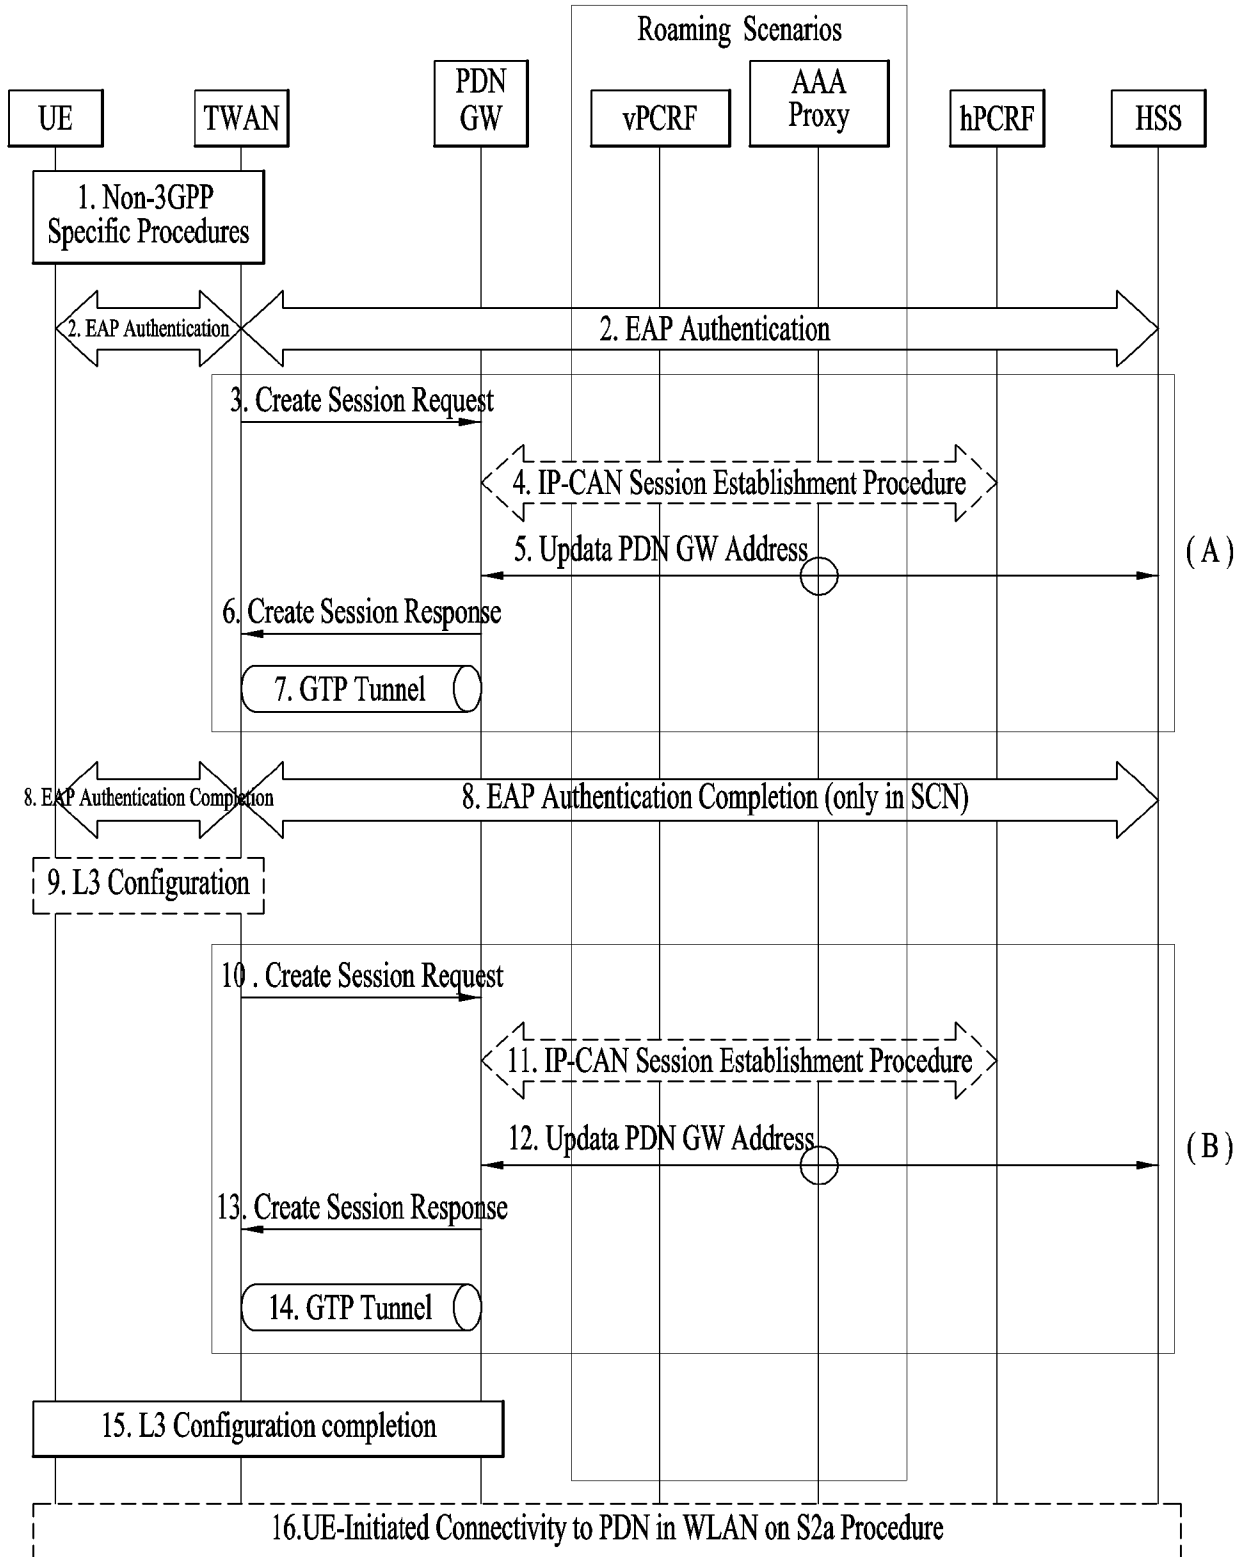 Roaming Scenarios
UE
TWAN
PDN
GW
vPCRF
AAA
Proxy
hPCRF
HSS
1. Non-3GPP
Specific Procedures
2. EAP Authentication
2. EAP Authentication
3. Create Session Request
4. IP-CAN Session Establishment Procedure
5. Updata PDN GW Address
(A)
6. Create Session Response
7. GTP Tunnel
8. EAP Authentication Completion
8. EAP Authentication Completion (only in SCN)
9. L3 Configuration
10 . Create Session Request
11. IP-CAN Session Establishment Procedure
12. Updata PDN GW Address
(B)
13. Create Session Response
14. GTP Tunnel
15. L3 Configuration completion
16.UE-Initiated Connectivity to PDN in WLAN on S2a Procedure